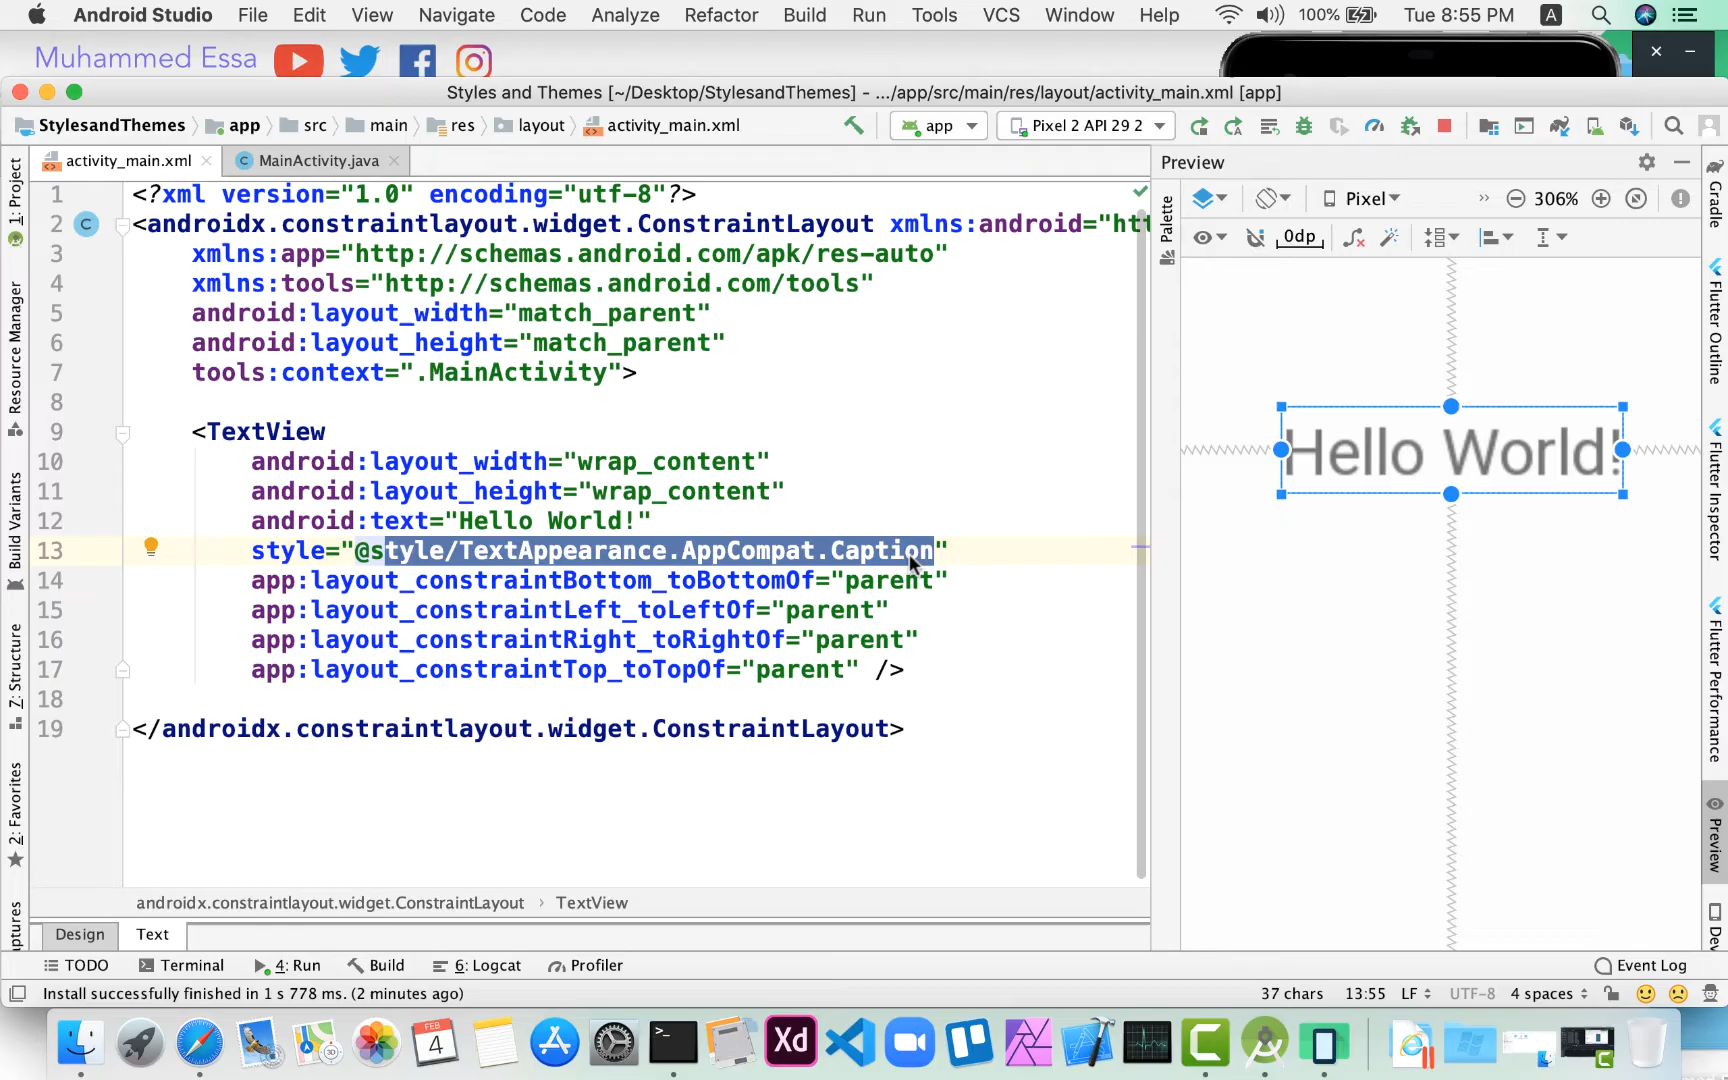 Android Studio File Edit View Navigate Code Analyze Refactor Build Run Tools VCS Window Help 100% Tue 8:55 PM A
Muhammed Essa
Styles and Themes [~/Desktop/StylesandThemes] - .../app/src/main/res/layout/activity_main.xml [app]
StylesandThemes app src main res layout activity_main.xml app Pixel 2 API 29 2
activity_main.xml MainActivity.java
Preview
Pixel 306%
0dp
1 <?xml version="1.0" encoding="utf-8"?>
2 <androidx.constraintlayout.widget.ConstraintLayout xmlns:android="htt
3 xmlns:app="http://schemas.android.com/apk/res-auto"
4 xmlns:tools="http://schemas.android.com/tools"
5 android:layout_width="match_parent"
6 android:layout_height="match_parent"
7 tools:context=".MainActivity">
8
9 <TextView
10 android:layout_width="wrap_content"
11 android:layout_height="wrap_content"
12 android:text="Hello World!"
13 style="@style/TextAppearance.AppCompat.Caption"
14 app:layout_constraintBottom_toBottomOf="parent"
15 app:layout_constraintLeft_toLeftOf="parent"
16 app:layout_constraintRight_toRightOf="parent"
17 app:layout_constraintTop_toTopOf="parent" />
18
19 </androidx.constraintlayout.widget.ConstraintLayout>
androidx.constraintlayout.widget.ConstraintLayout › TextView
Design Text
Hello World!
1: Project
Resource Manager
Build Variants
7: Structure
2: Favorites
aptures
Palette
Gradle
Flutter Outline
Flutter Inspector
Flutter Performance
Preview
Dev
TODO Terminal 4: Run Build 6: Logcat Profiler Event Log
Install successfully finished in 1 s 778 ms. (2 minutes ago) 37 chars 13:55 LF UTF-8 4 spaces
FEB
4
Xd